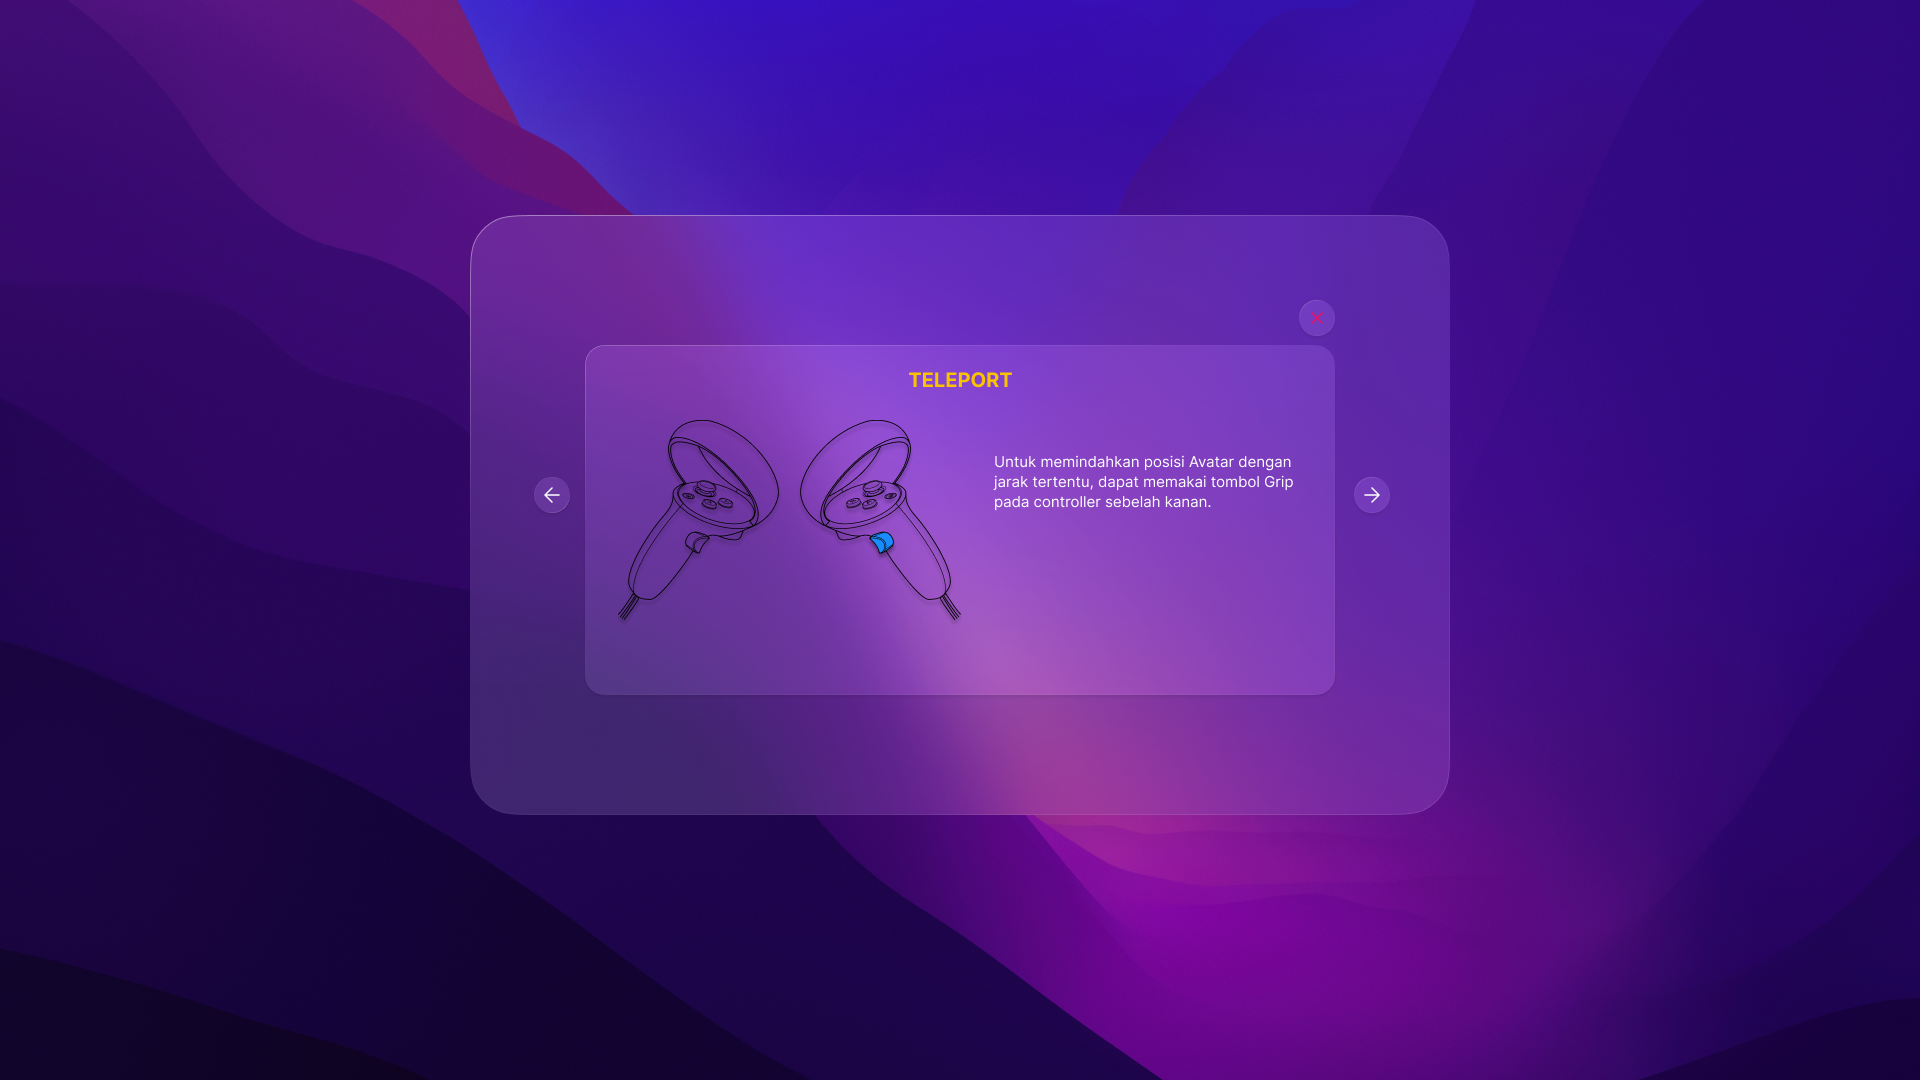 TELEPORT
Untuk memindahkan posisi Avatar dengan
jarak tertentu, dapat memakai tombol Grip
pada controller sebelah kanan.